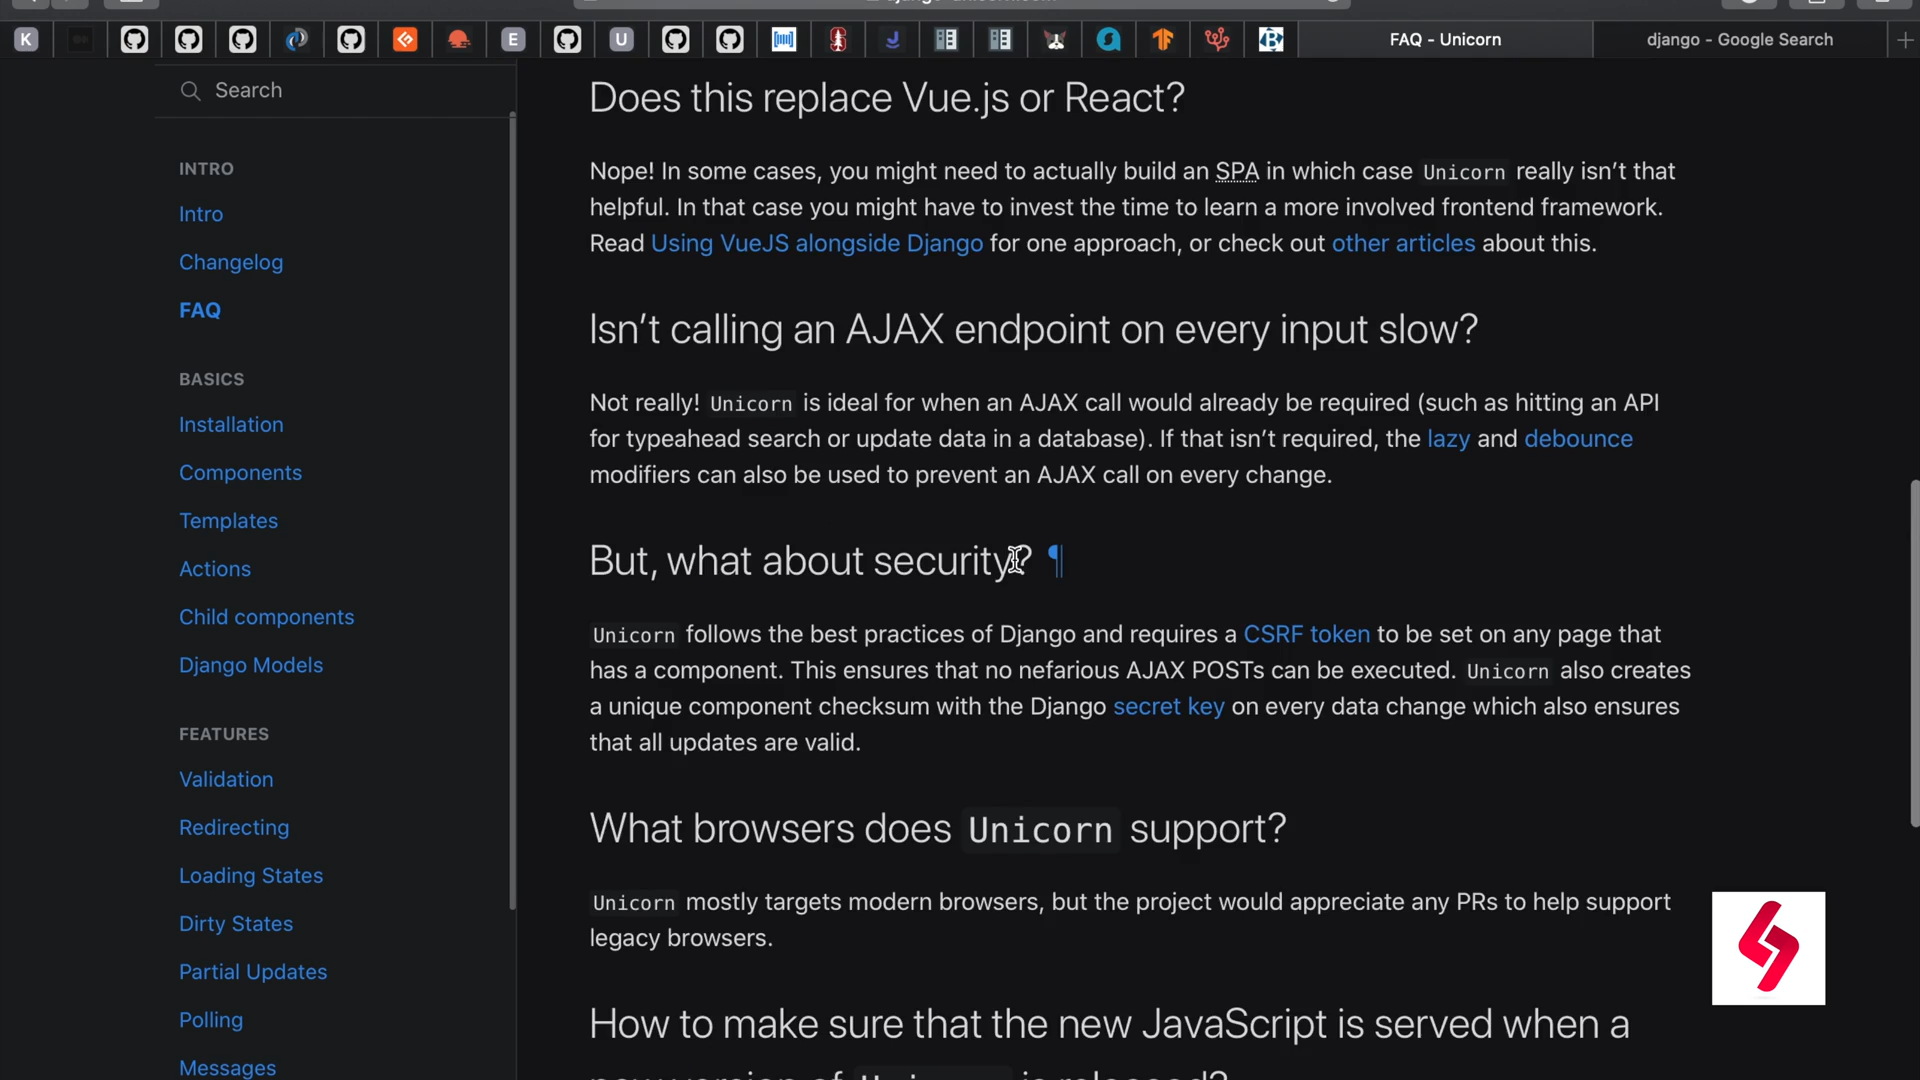 K
E
U
FAQ - Unicorn
django - Google Search
Search
INTRO
Intro
Changelog
FAQ
BASICS
Installation
Components
Templates
Actions
Child components
Django Models
FEATURES
Validation
Redirecting
Loading States
Dirty States
Partial Updates
Polling
Messages
Does this replace Vue.js or React?
Nope! In some cases, you might need to actually build an SPA in which case Unicorn really isn't that
helpful. In that case you might have to invest the time to learn a more involved frontend framework.
Read Using VueJS alongside Django for one approach, or check out other articles about this.
Isn't calling an AJAX endpoint on every input slow?
Not really! Unicorn is ideal for when an AJAX call would already be required (such as hitting an API
for typeahead search or update data in a database). If that isn't required, the lazy and debounce
modifiers can also be used to prevent an AJAX call on every change.
But, what about security? ¶
Unicorn follows the best practices of Django and requires a CSRF token to be set on any page that
has a component. This ensures that no nefarious AJAX POSTs can be executed. Unicorn also creates
a unique component checksum with the Django secret key on every data change which also ensures
that all updates are valid.
What browsers does Unicorn support?
Unicorn mostly targets modern browsers, but the project would appreciate any PRs to help support
legacy browsers.
How to make sure that the new JavaScript is served when a
new version of Unicorn is released?